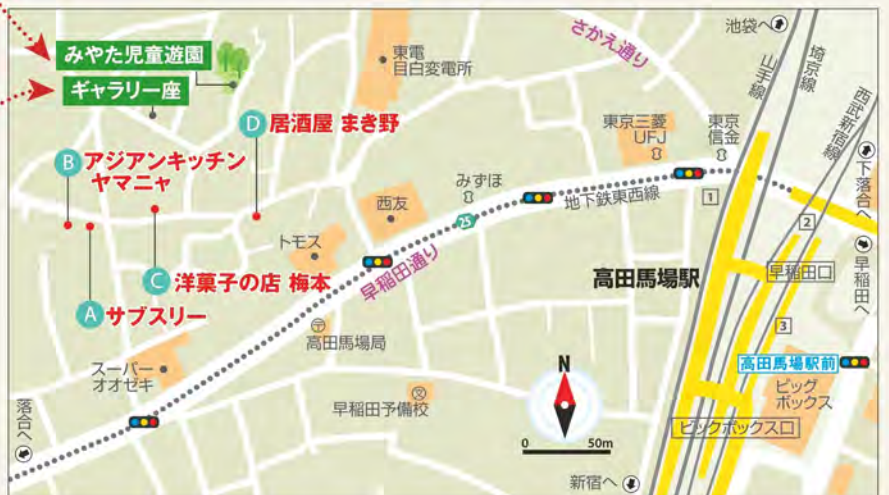 みやた児童遊園
ギャラリー座
東電
目白変電所
さかえ通り
池袋へ
山手線
埼京線
西武新宿線
D 居酒屋 まき野
東京三菱
UFJ
東京
信金
B アジアンキッチン
ヤマニャ
下落合へ
みずほ
西友
25
地下鉄東西線
1
2
トモス
早稲田通り
C 洋菓子の店 梅本
高田馬場駅
早稲田口
早稲田へ
A サブスリー
高田馬場局
3
スーパー
オオゼキ
N
高田馬場駅前
ビッグ
ボックス
早稲田予備校
文
落合へ
0 50m
ビックボックス口
新宿へ